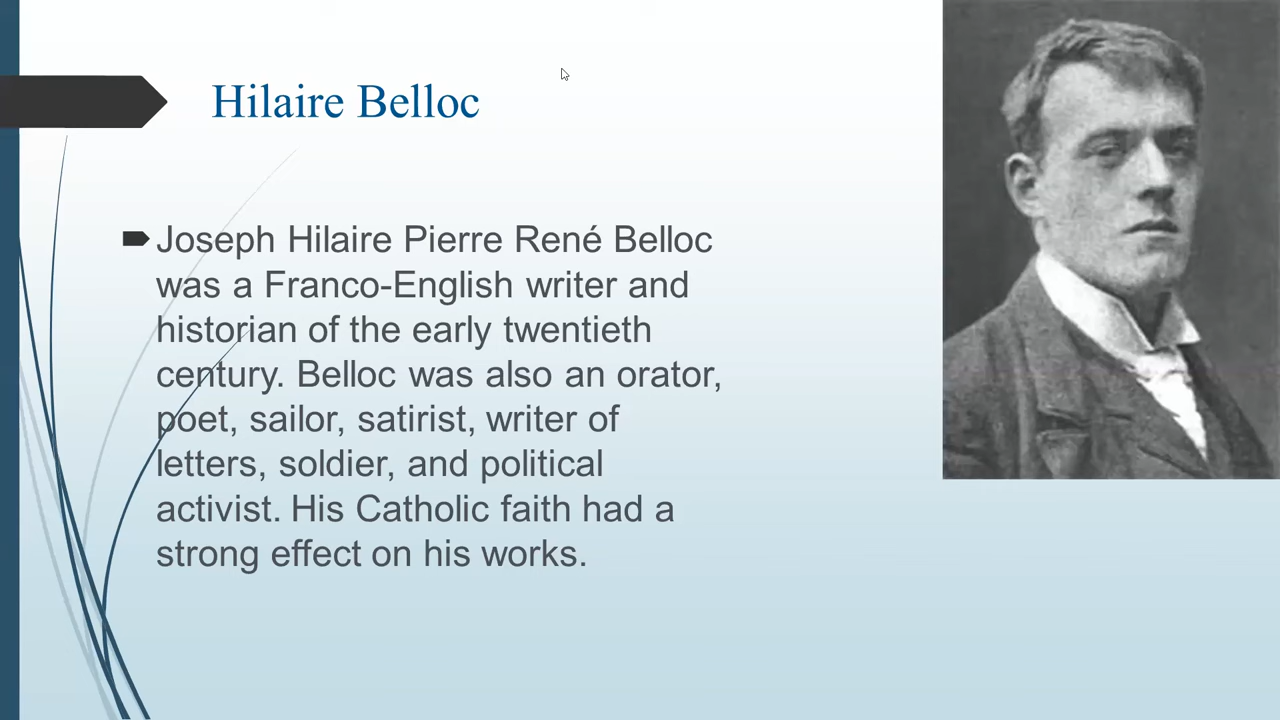 Hilaire Belloc
Joseph Hilaire Pierre René Belloc
was a Franco-English writer and
historian of the early twentieth
century. Belloc was also an orator,
poet, sailor, satirist, writer of
letters, soldier, and political
activist. His Catholic faith had a
strong effect on his works.